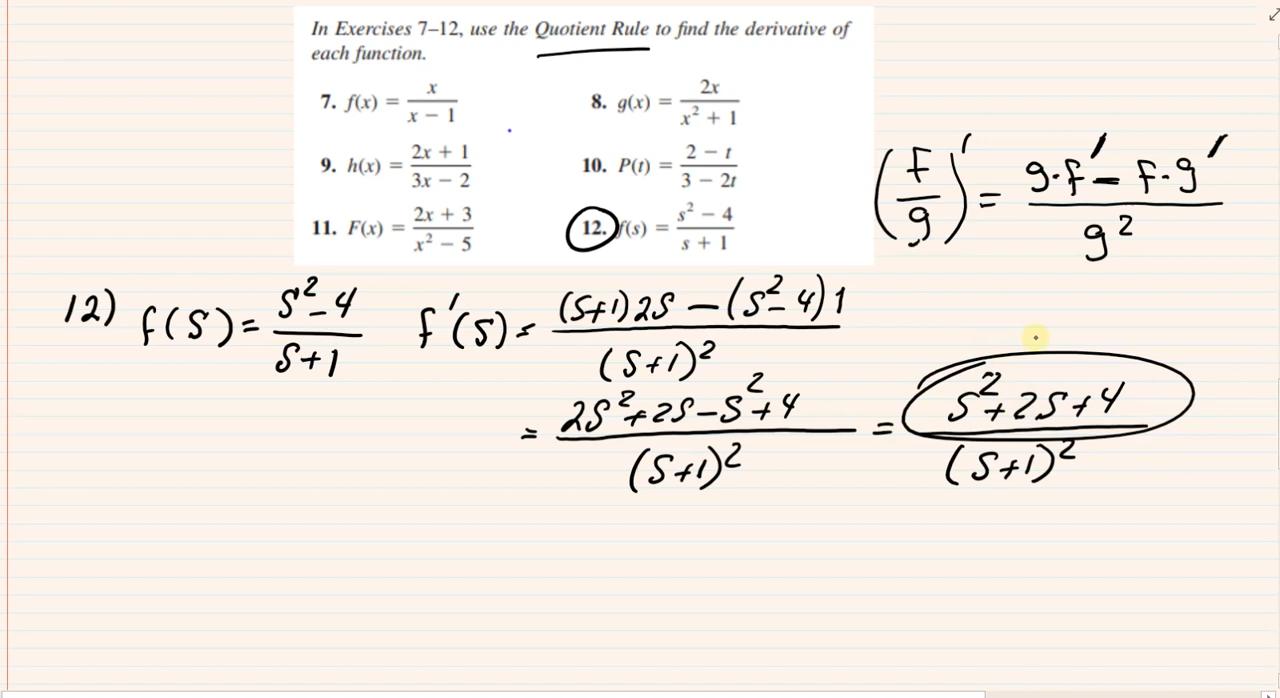 In Exercises 7–12, use the Quotient Rule to find the derivative of
each function.
7. f(x) = x / (x − 1)
8. g(x) = 2x / (x² + 1)
9. h(x) = (2x + 1) / (3x − 2)
10. P(t) = (2 − t) / (3 − 2t)
11. F(x) = (2x + 3) / (x² − 5)
12. f(s) = (s² − 4) / (s + 1)
(F/g)' = (g·f' − F·g') / g²
12) f(S) = (S² − 4) / (S+1)
f'(S) = ((S+1)2S − (S² − 4)1) / (S+1)²
= (2S² + 2S − S² + 4) / (S+1)²
= (S² + 2S + 4) / (S+1)²